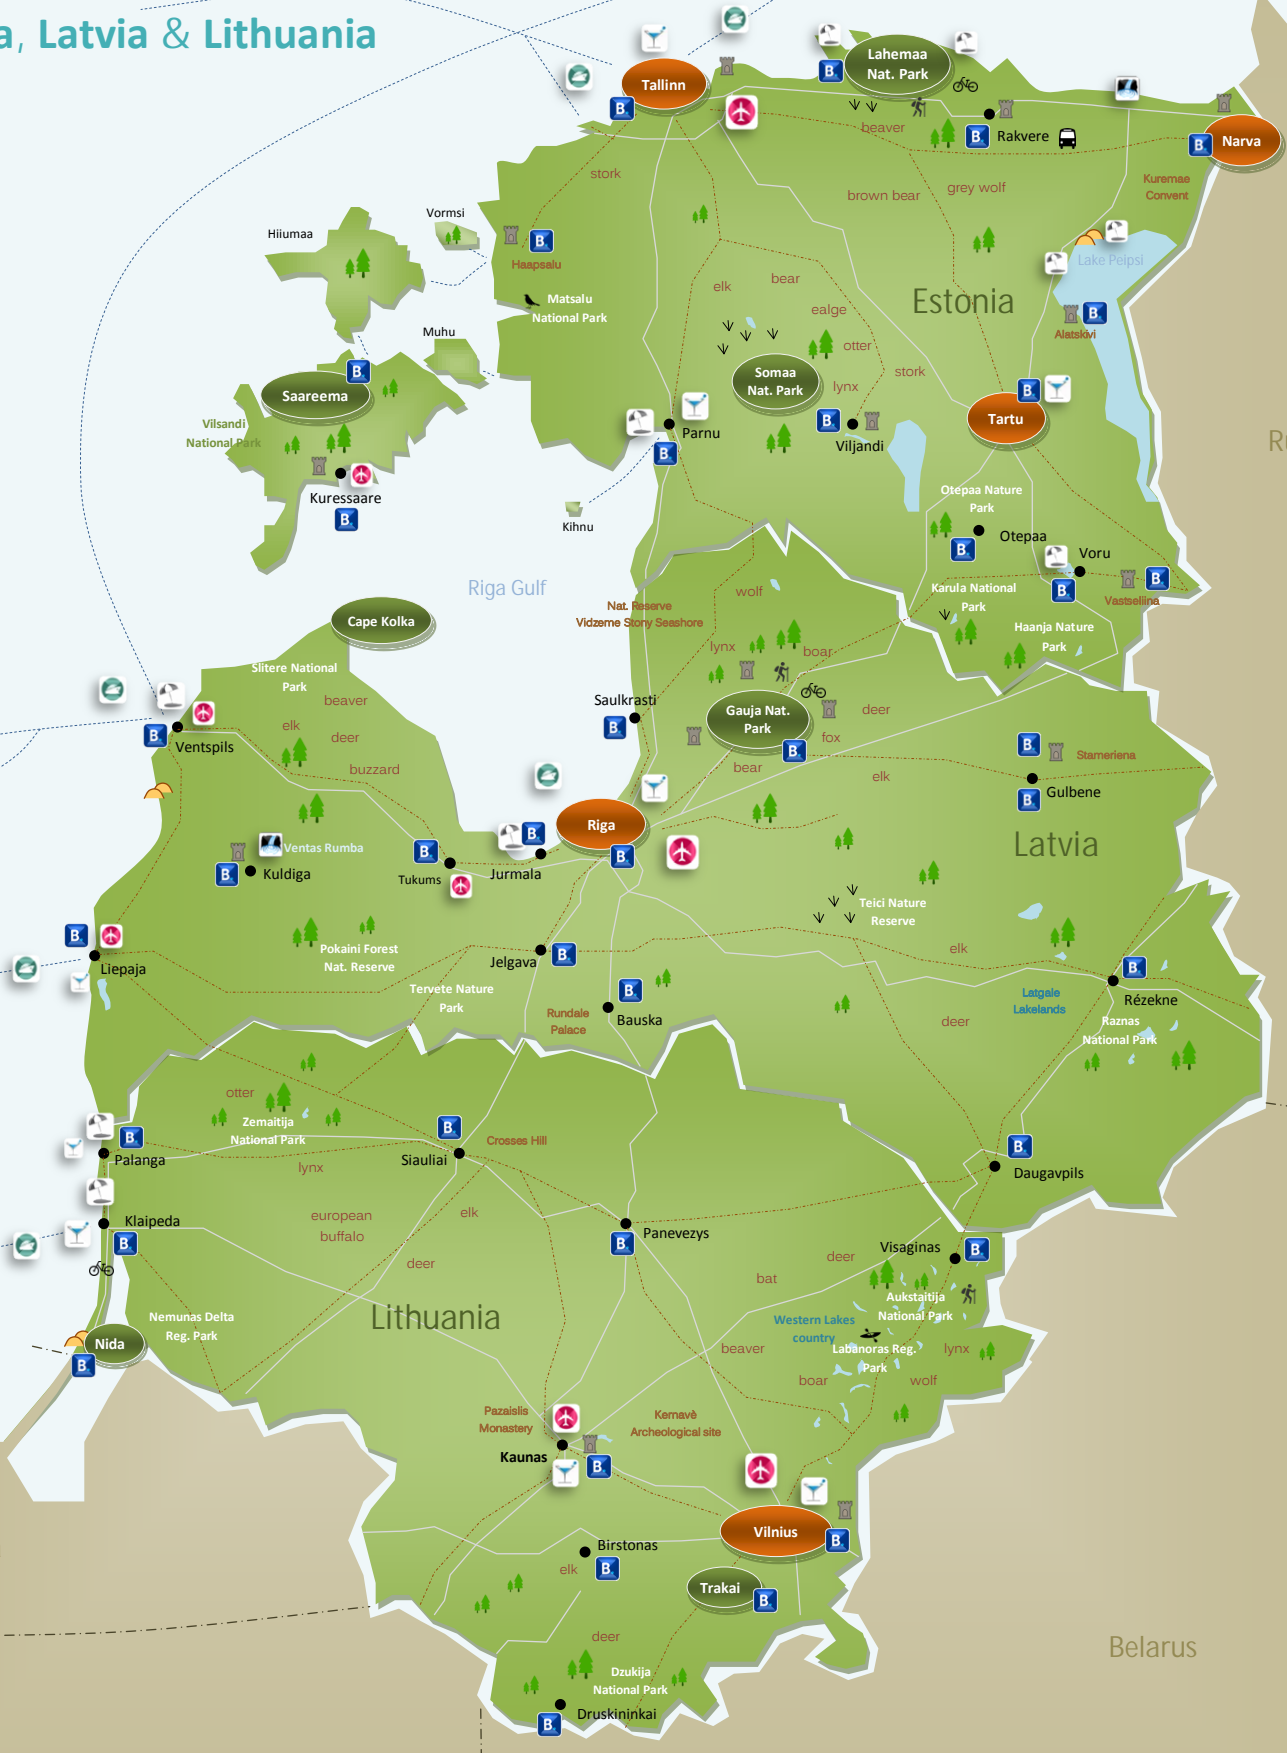 a, Latvia & Lithuania
Tallinn
Lahemaa
Nat. Park
beaver
Rakvere
Narva
stork
Kuremae
Convent
brown bear
grey wolf
Vormsi
Hiiumaa
Haapsalu
Lake Peipsi
Matsalu
National Park
elk
bear
ealge
Estonia
Alatskivi
Muhu
otter
Somaa
Nat. Park
lynx
stork
Saareema
Tartu
Vilsandi
National Park
Parnu
Viljandi
Ru
Kuressaare
Otepaa Nature
Park
Kihnu
Otepaa
Voru
Riga Gulf
wolf
Karula National
Park
Vastseliina
Nat. Reserve
Vidzeme Stony Seashore
Cape Kolka
Haanja Nature
Park
lynx
boar
Slitere National
Park
beaver
Saulkrasti
Gauja Nat.
Park
deer
fox
elk
deer
Ventspils
buzzard
bear
elk
Stameriena
Gulbene
Riga
Latvia
Ventas Rumba
Kuldiga
Tukums
Jurmala
Teici Nature
Reserve
Pokaini Forest
Nat. Reserve
Jelgava
elk
Liepaja
Tervete Nature
Park
Latgale
Lakelands
Rézekne
Rundale
Palace
Bauska
deer
Raznas
National Park
otter
Zemaitija
National Park
Siauliai
Crosses Hill
Palanga
lynx
Daugavpils
european
buffalo
elk
Klaipeda
Panevezys
Visaginas
deer
deer
bat
Aukstaitija
National Park
Lithuania
Nemunas Delta
Reg. Park
Western Lakes
country
Nida
beaver
Labanoras Reg.
Park
lynx
boar
wolf
Pazaislis
Monastery
Kernavè
Archeological site
Kaunas
Vilnius
Birstonas
elk
Trakai
deer
Belarus
Dzukija
National Park
Druskininkai